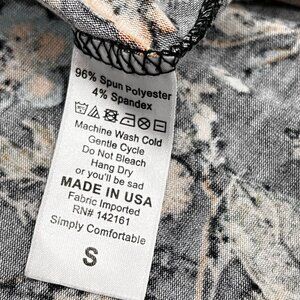 96% Spun Polyester
4% Spandex
Machine Wash Cold
Gentle Cycle
Do Not Bleach
Hang Dry
or you'll be sad
MADE IN USA
Fabric Imported
RN# 142161
Simply Comfortable
S